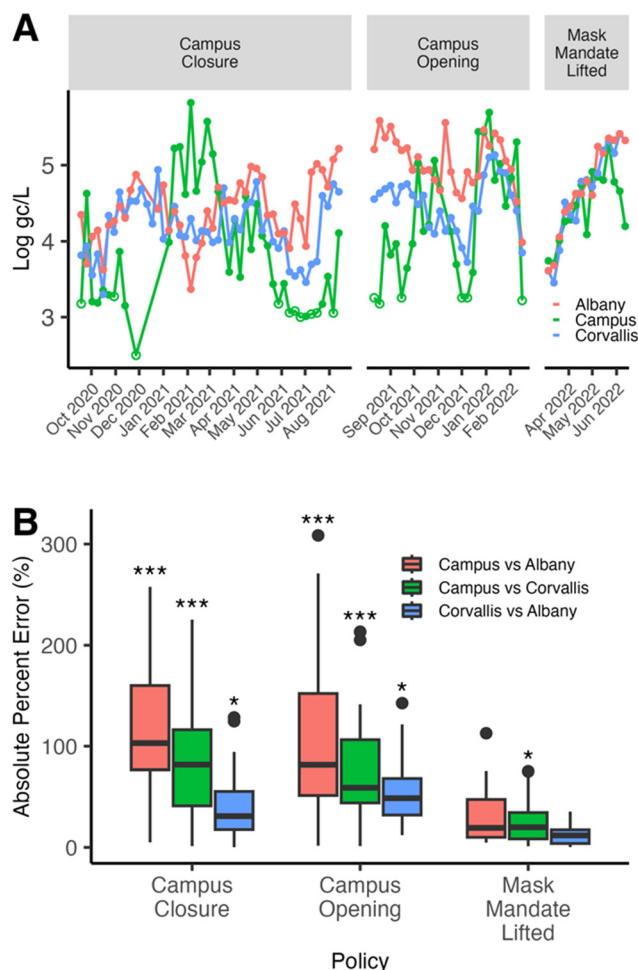 A
Campus
Closure
Campus
Opening
Mask
Mandate
Lifted
Log gc/L
5
4
3
Albany
Campus
Corvallis
Oct 2020
Nov 2020
Dec 2020
Jan 2021
Feb 2021
Mar 2021
Apr 2021
May 2021
Jun 2021
Jul 2021
Aug 2021
Sep 2021
Oct 2021
Nov 2021
Dec 2021
Jan 2022
Feb 2022
Apr 2022
May 2022
Jun 2022
B
Absolute Percent Error (%)
300
200
100
0
***
***
*
***
***
*
*
Campus vs Albany
Campus vs Corvallis
Corvallis vs Albany
Campus
Closure
Campus
Opening
Mask
Mandate
Lifted
Policy